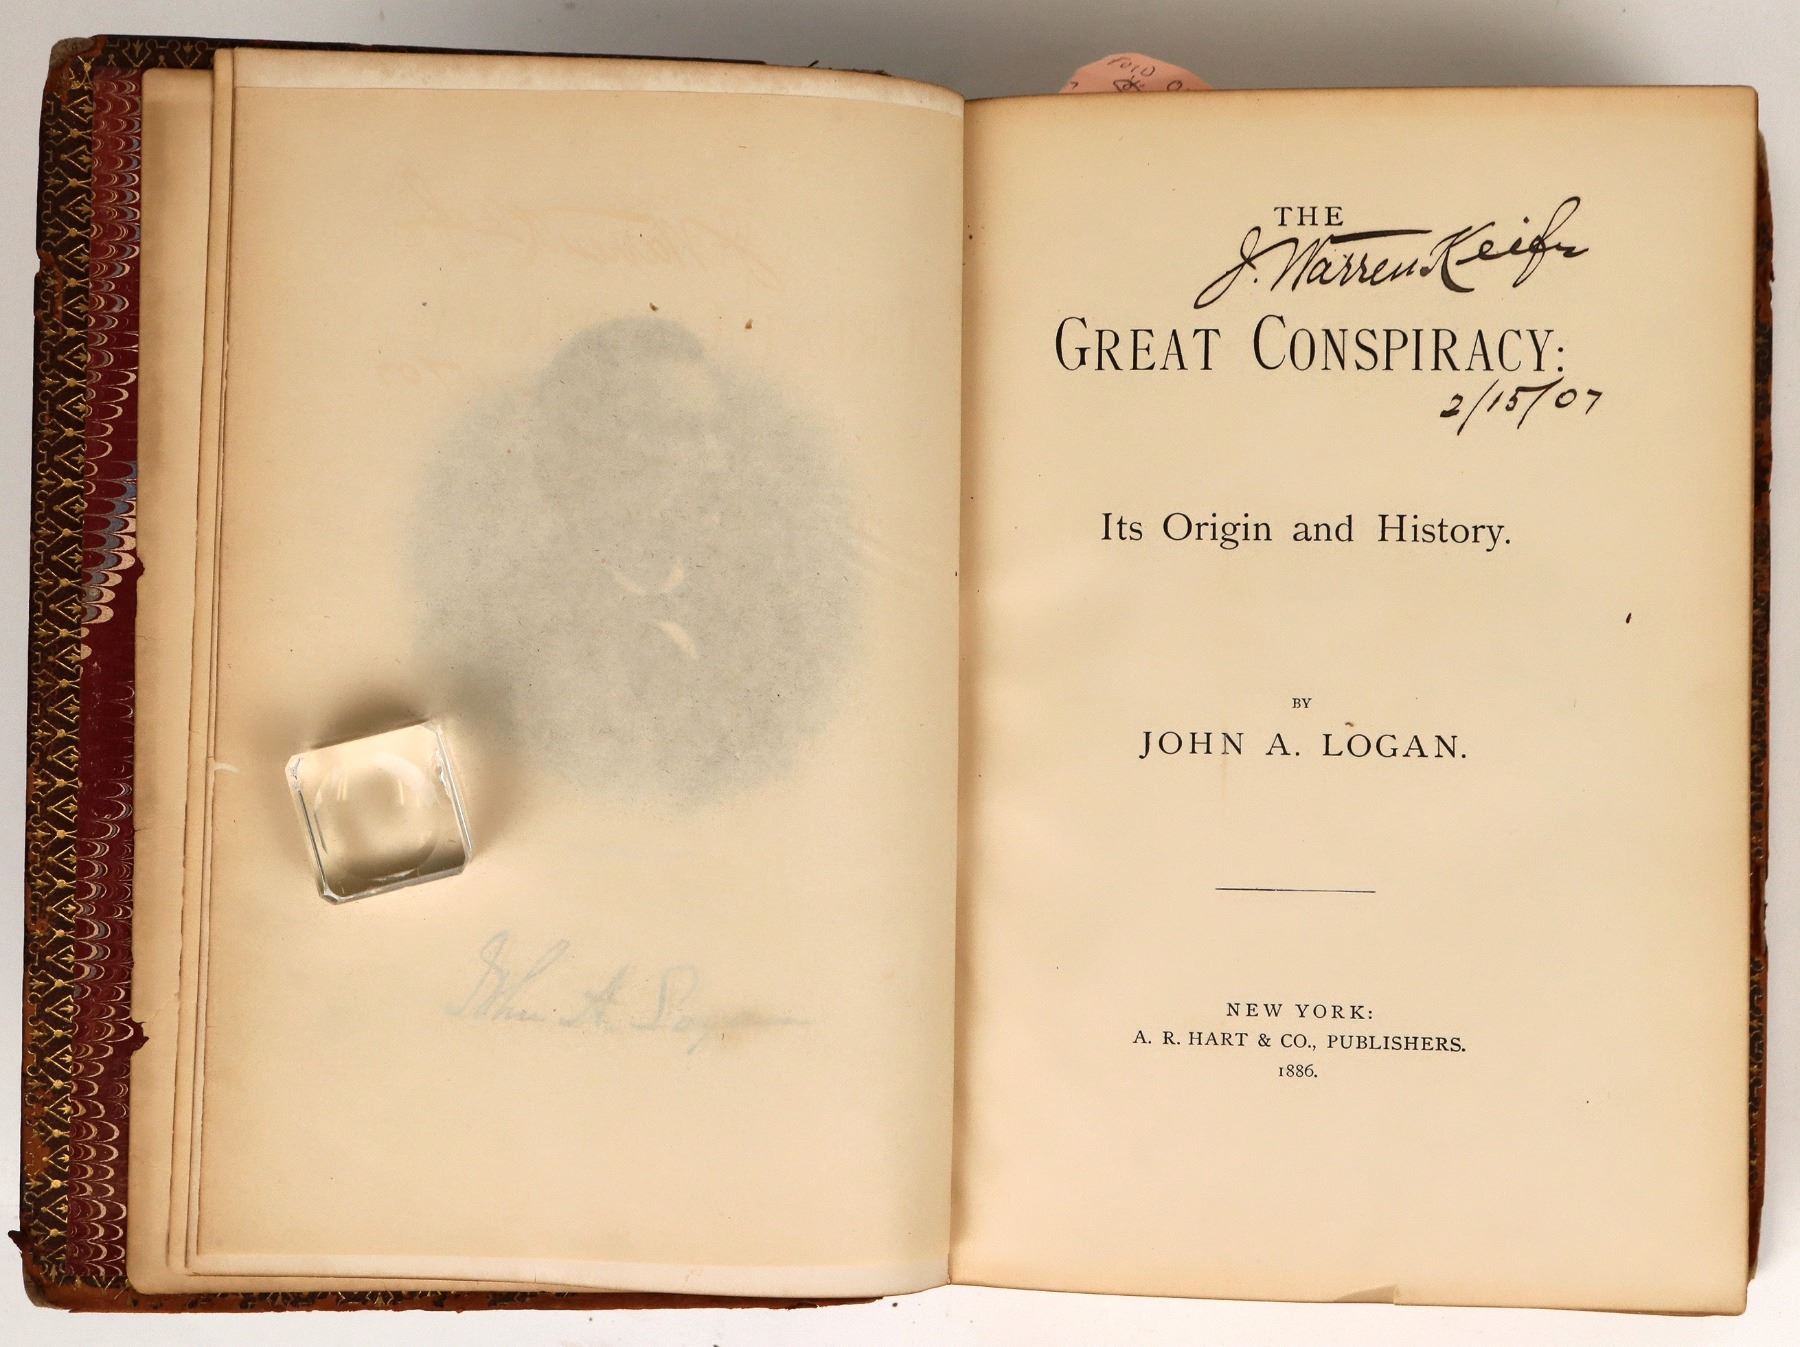 John A. Logan
THE
J. Warren Keifer
GREAT CONSPIRACY:
2/15/07
Its Origin and History.
BY
JOHN A. LOGAN.
NEW YORK:
A. R. HART & CO., PUBLISHERS.
1886.